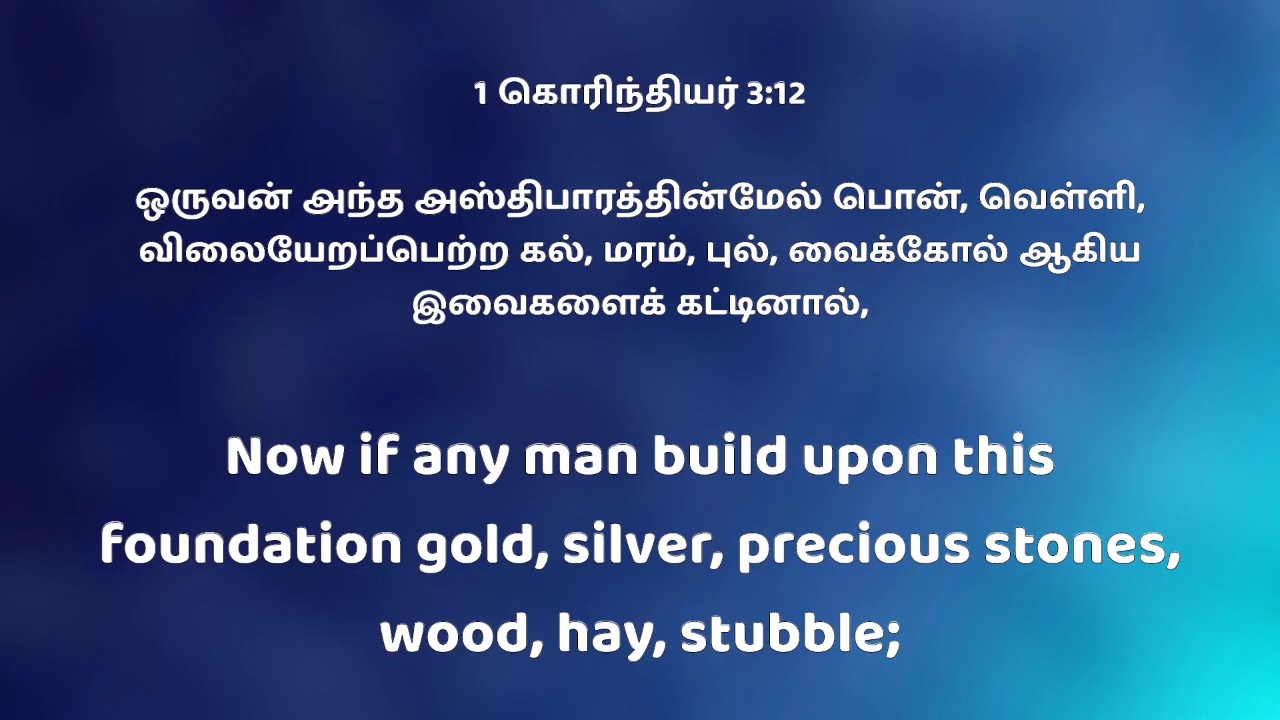 1 கொரிந்தியர் 3:12
ஒருவன் அந்த அஸ்திபாரத்தின்மேல் பொன், வெள்ளி,
விலையேறப்பெற்ற கல், மரம், புல், வைக்கோல் ஆகிய
இவைகளைக் கட்டினால்,
Now if any man build upon this
foundation gold, silver, precious stones,
wood, hay, stubble;